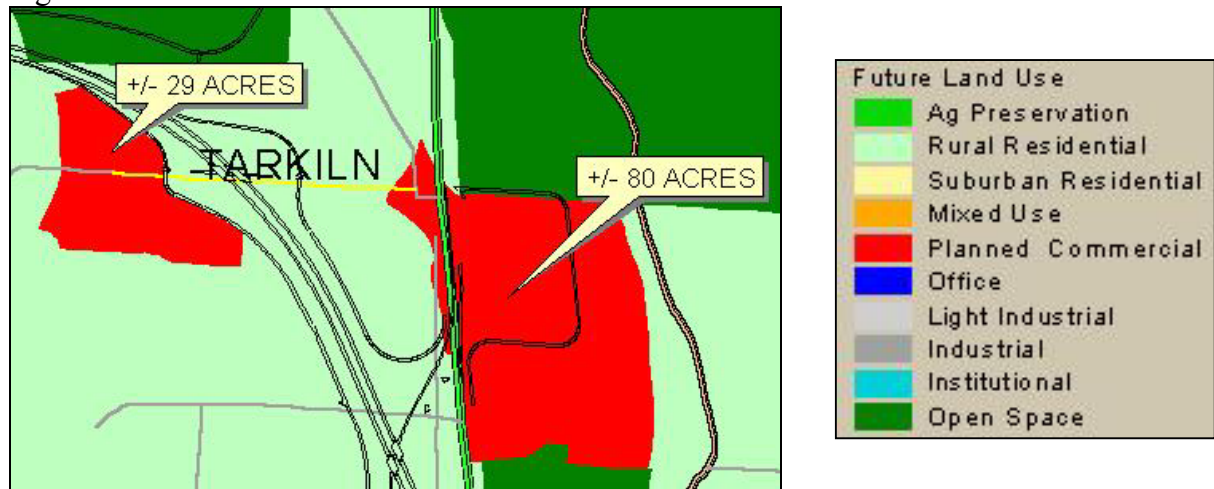 +/- 29 ACRES
TARKILN
+/- 80 ACRES
Future Land Use
Ag Preservation
Rural Residential
Suburban Residential
Mixed Use
Planned Commercial
Office
Light Industrial
Industrial
Institutional
Open Space